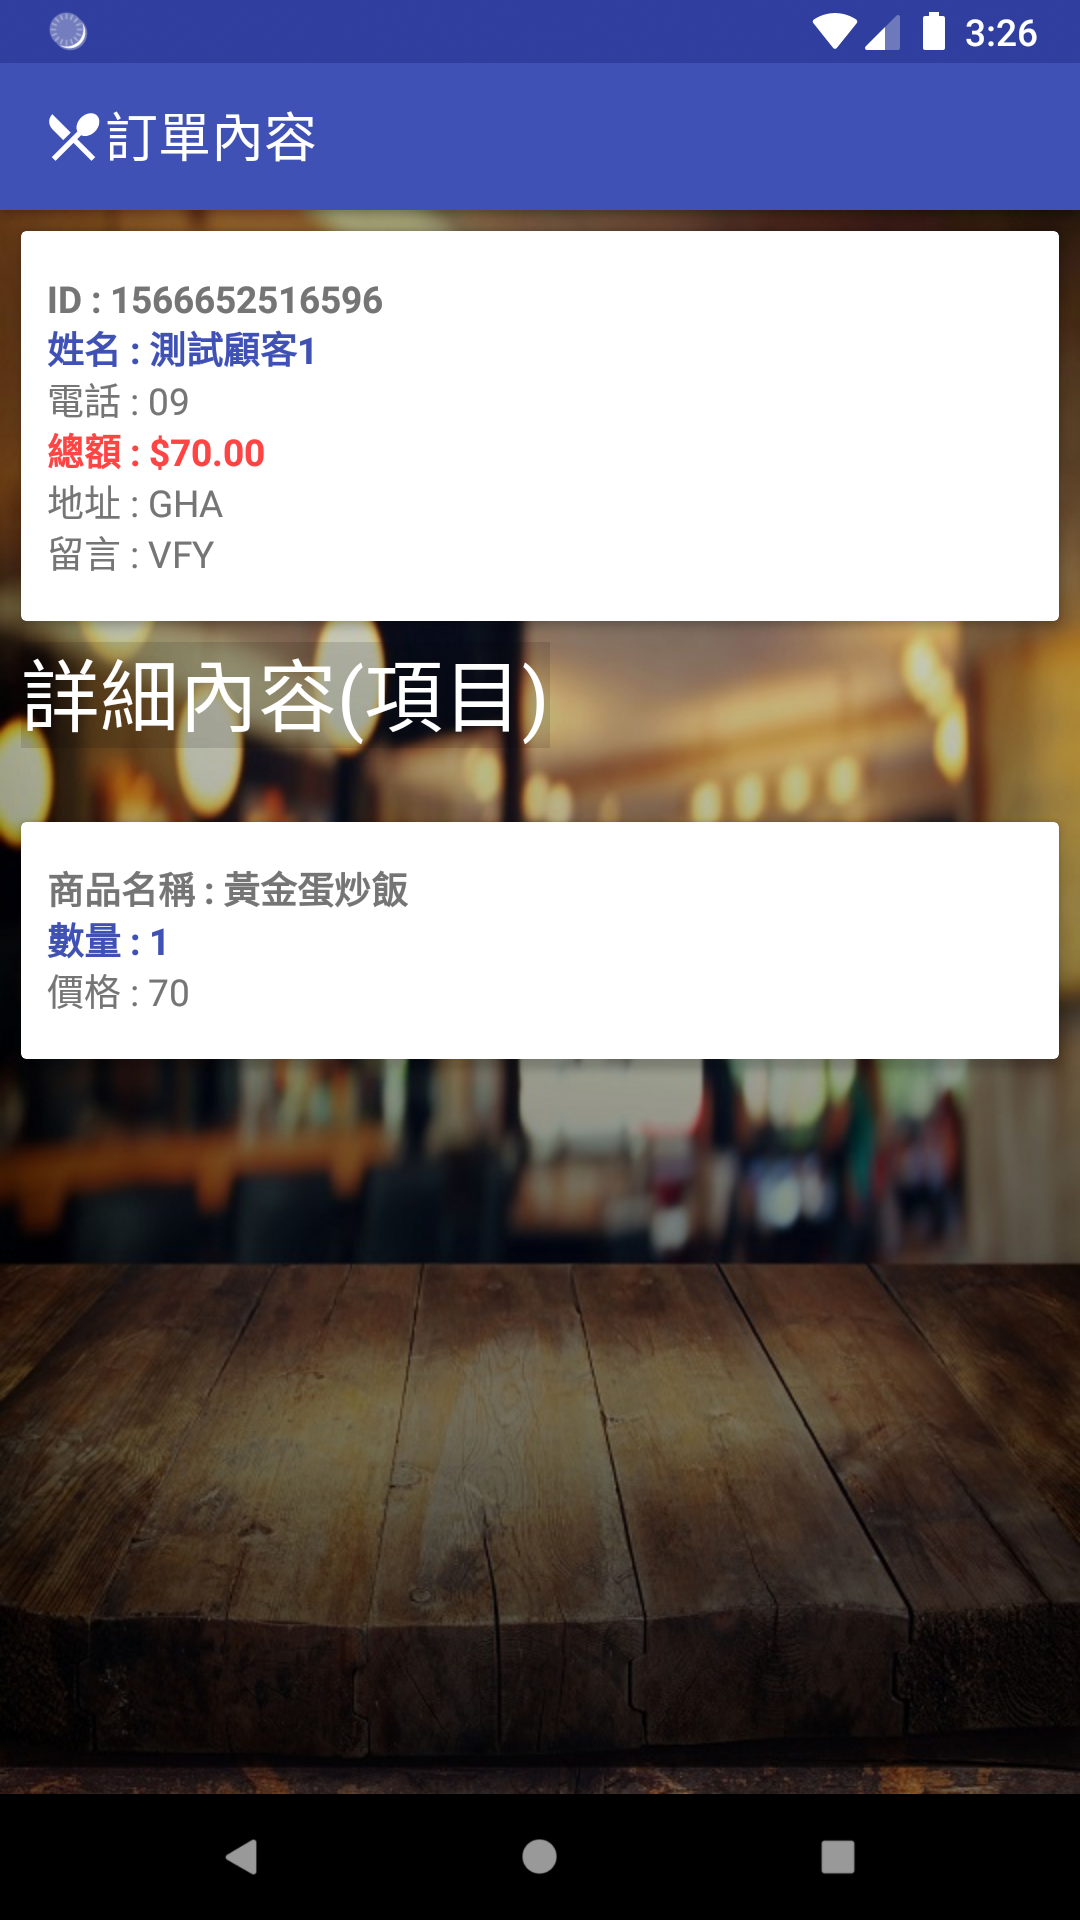 3:26
訂單內容
ID : 1566652516596
姓名 : 測試顧客1
電話 : 09
總額 : $70.00
地址 : GHA
留言 : VFY
詳細內容(項目)
商品名稱 : 黃金蛋炒飯
數量 : 1
價格 : 70